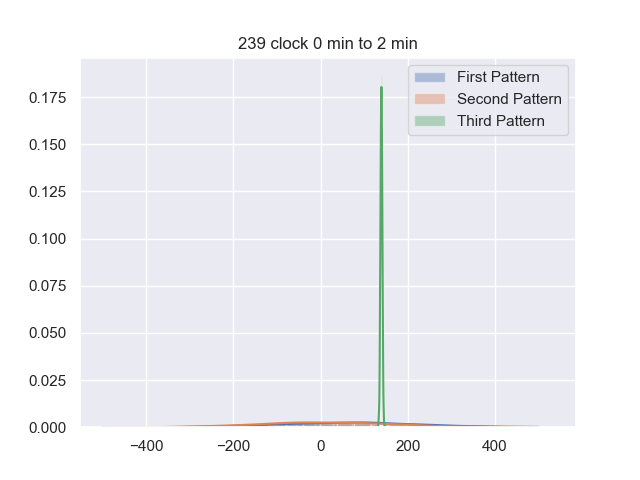 239 clock 0 min to 2 min
First Pattern
Second Pattern
Third Pattern
0.175
0.150
0.125
0.100
0.075
0.050
0.025
0.000
−400 −200 0 200 400